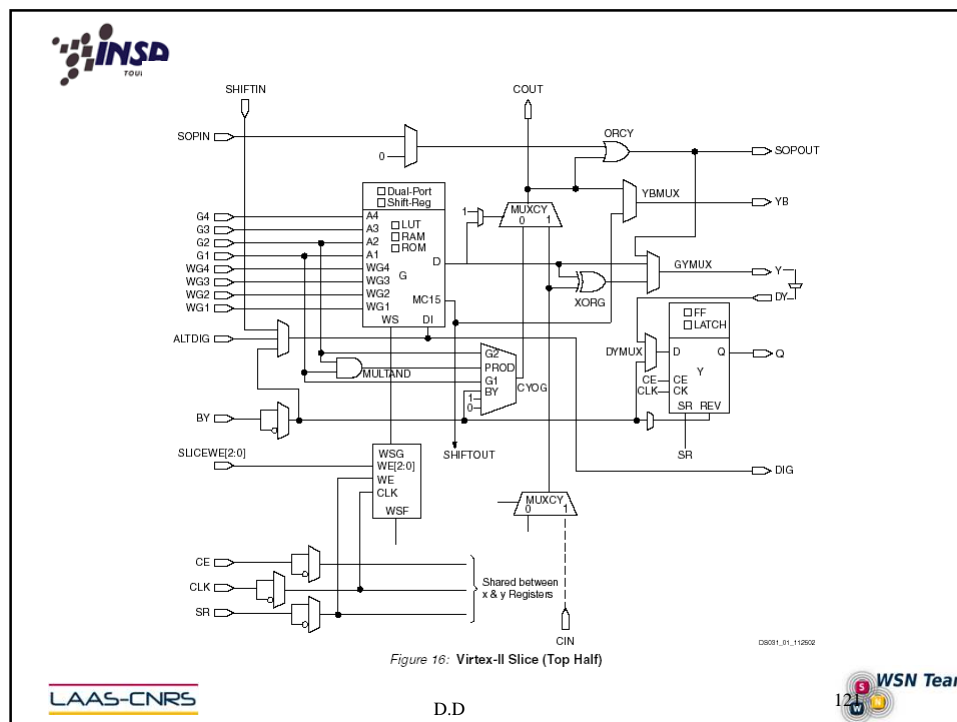 INSA
TOUL
SHIFTIN
COUT
SOPIN
0
ORCY
SOPOUT
Dual-Port
Shift-Reg
LUT
RAM
ROM
G
A4
A3
A2
A1
WG4
WG3
WG2
WG1
D
MC15
WS DI
G4
G3
G2
G1
WG4
WG3
WG2
WG1
1
MUXCY
0 1
YBMUX
YB
GYMUX
Y
XORG
DY
FF
LATCH
DYMUX
D Q
Y
CE
CLK
CE
CK
SR REV
Q
SR
ALTDIG
MULTAND
G2
PROD
G1
BY
1
0
CYOG
BY
SLICEWE[2:0]
WSG
WE[2:0]
WE
CLK
WSF
SHIFTOUT
DIG
MUXCY
0 1
CE
CLK
SR
Shared between
x & y Registers
CIN
DS031_01_112502
Figure 16: Virtex-II Slice (Top Half)
LAAS-CNRS
D.D
121
S
W
N
WSN Team